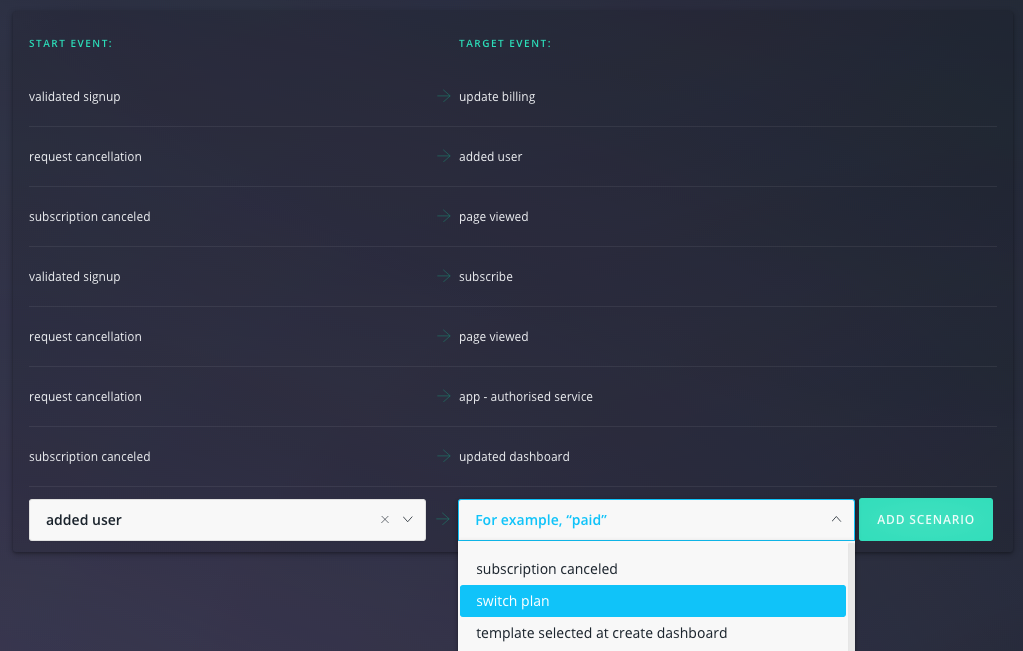 START EVENT: TARGET EVENT:
validated signup → update billing
request cancellation → added user
subscription canceled → page viewed
validated signup → subscribe
request cancellation → page viewed
request cancellation → app - authorised service
subscription canceled → updated dashboard
added user × → For example, “paid” ADD SCENARIO
subscription canceled
switch plan
template selected at create dashboard